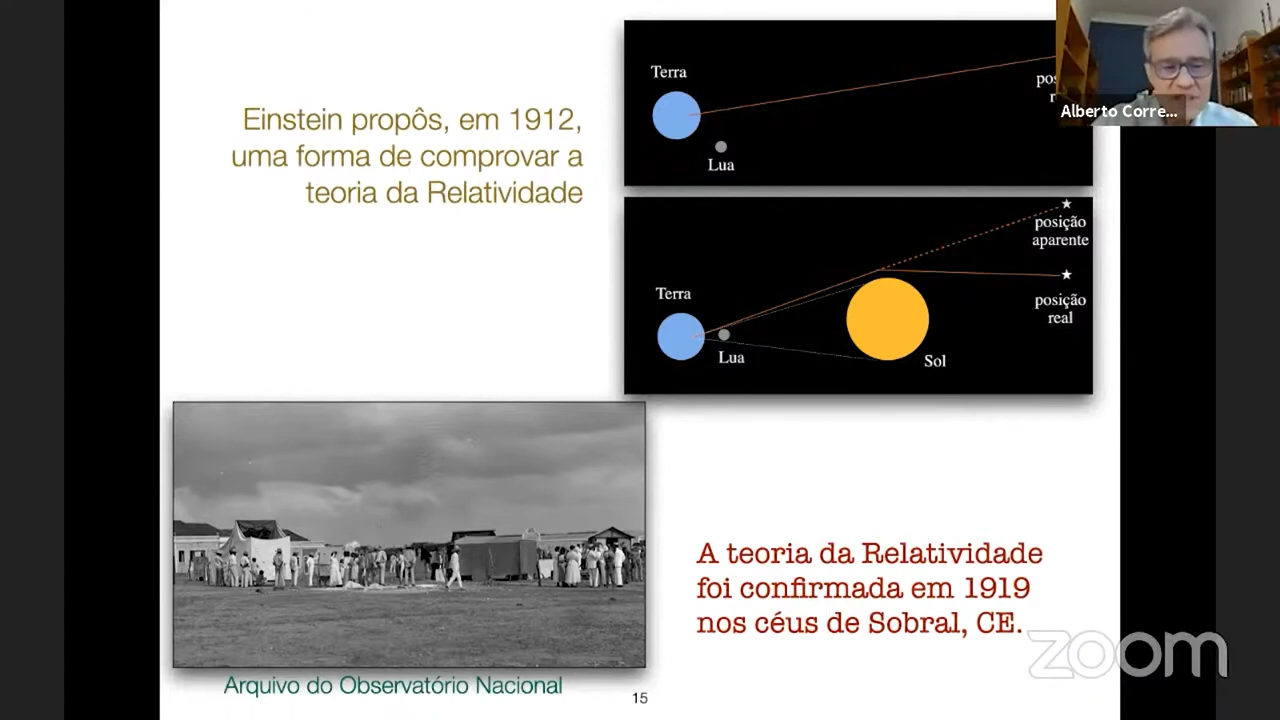 Einstein propôs, em 1912,
uma forma de comprovar a
teoria da Relatividade
Terra
Lua
Alberto Corre...
posição
aparente
Terra
posição
real
Lua
Sol
A teoria da Relatividade
foi confirmada em 1919
nos céus de Sobral, CE.
zoom
Arquivo do Observatório Nacional
15